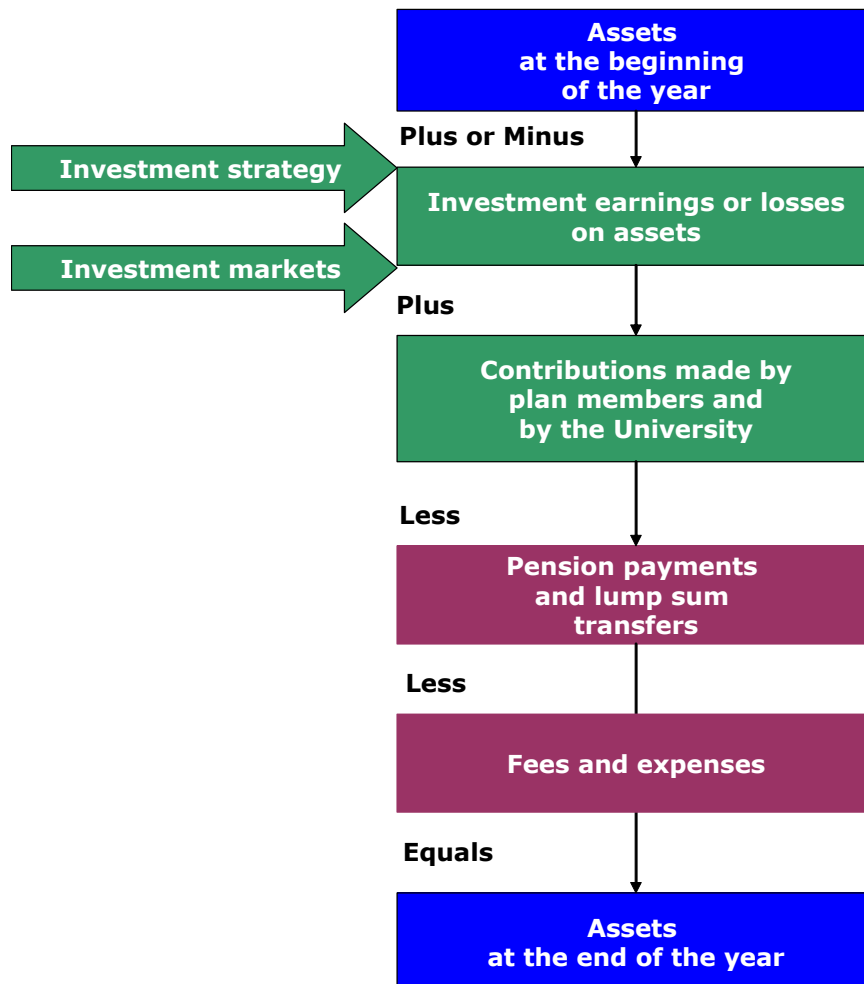 Assets
at the beginning
of the year
Plus or Minus
Investment strategy
Investment earnings or losses
on assets
Investment markets
Plus
Contributions made by
plan members and
by the University
Less
Pension payments
and lump sum
transfers
Less
Fees and expenses
Equals
Assets
at the end of the year